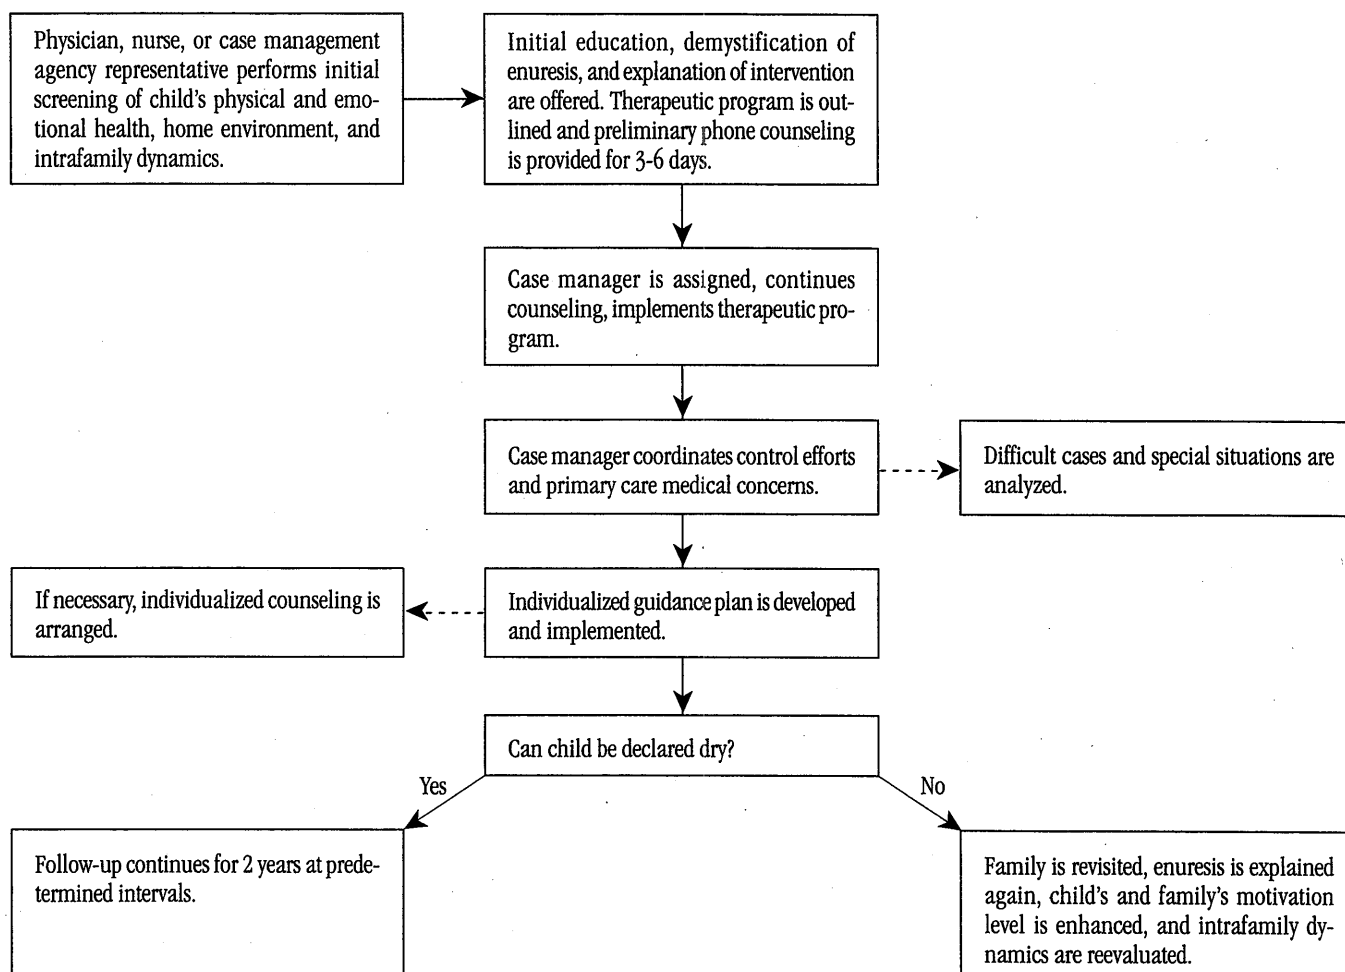 Physician, nurse, or case management
agency representative performs initial
screening of child's physical and emo-
tional health, home environment, and
intrafamily dynamics.
Initial education, demystification of
enuresis, and explanation of intervention
are offered. Therapeutic program is out-
lined and preliminary phone counseling
is provided for 3-6 days.
Case manager is assigned, continues
counseling, implements therapeutic pro-
gram.
Case manager coordinates control efforts
and primary care medical concerns.
Difficult cases and special situations are
analyzed.
If necessary, individualized counseling is
arranged.
Individualized guidance plan is developed
and implemented.
Can child be declared dry?
Yes
No
Follow-up continues for 2 years at prede-
termined intervals.
Family is revisited, enuresis is explained
again, child's and family's motivation
level is enhanced, and intrafamily dy-
namics are reevaluated.